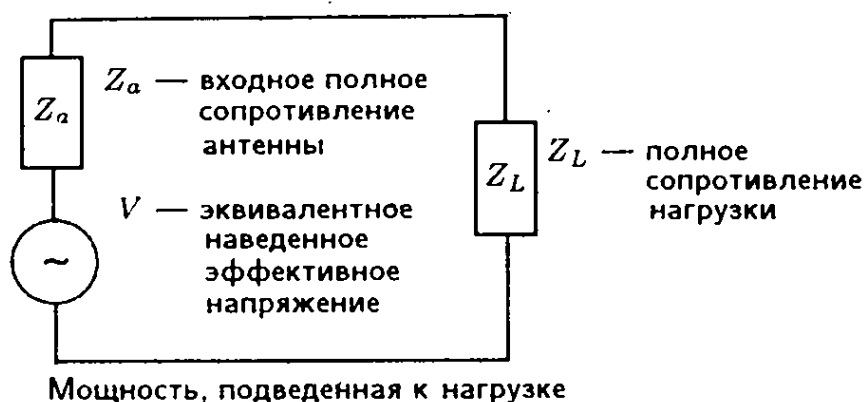 Z_a
Z_a — входное полное
сопротивление
антенны
V — эквивалентное
наведенное
эффективное
напряжение
~
Z_L
Z_L — полное
сопротивление
нагрузки
Мощность, подведенная к нагрузке